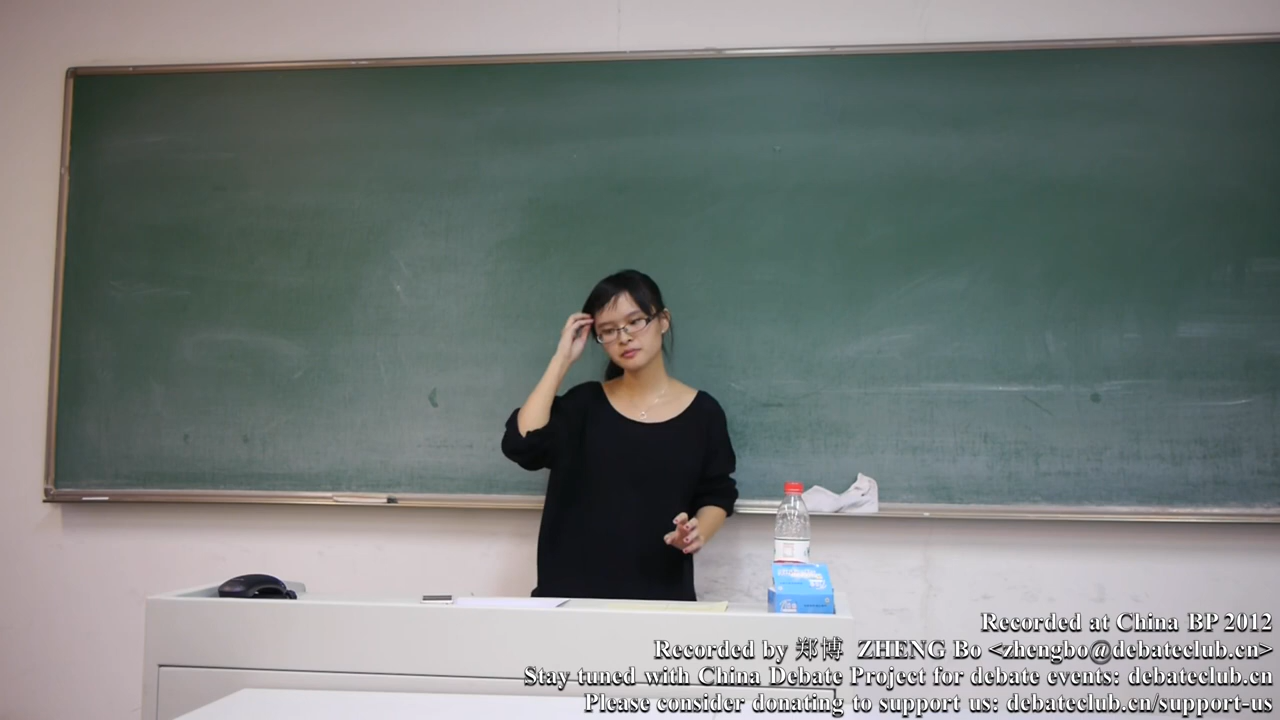 Recorded at China BP 2012
Recorded by 郑博 ZHENG Bo <zhengbo@debateclub.cn>
Stay tuned with China Debate Project for debate events: debateclub.cn
Please consider donating to support us: debateclub.cn/support-us